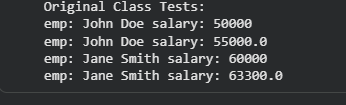 Original Class Tests:
emp: John Doe salary: 50000
emp: John Doe salary: 55000.0
emp: Jane Smith salary: 60000
emp: Jane Smith salary: 63300.0